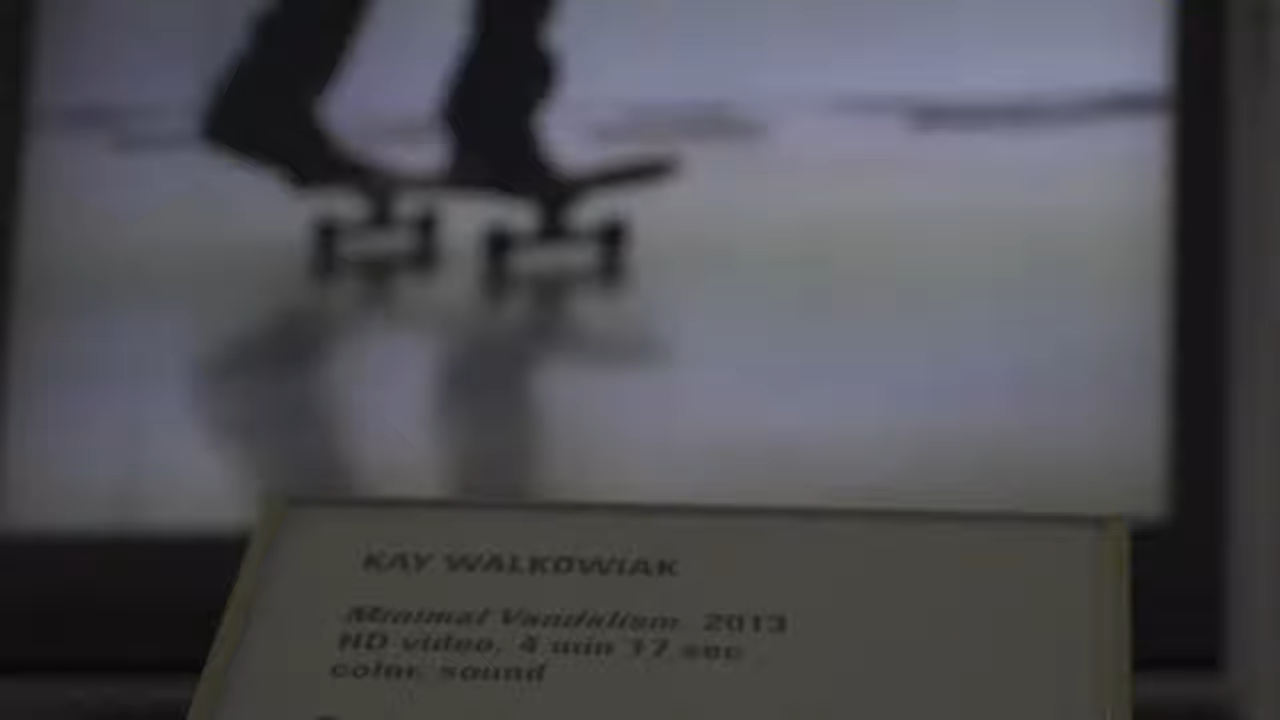 KAY WALKOWIAK
Minimal Vandalism, 2013
HD video, 4 min 17 sec
color, sound